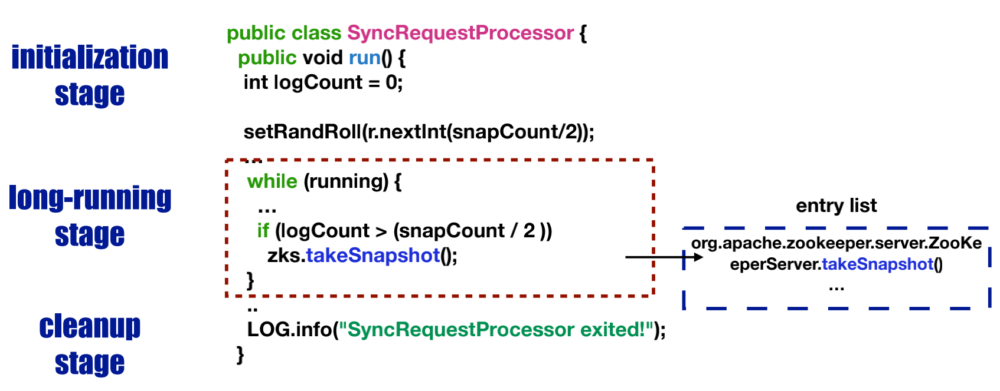 initialization
stage
public class SyncRequestProcessor {
public void run() {
int logCount = 0;
setRandRoll(r.nextInt(snapCount/2));
...
long-running
stage
while (running) {
...
if (logCount > (snapCount / 2 ))
zks.takeSnapshot();
}
entry list
org.apache.zookeeper.server.ZooKe
eperServer.takeSnapshot()
...
cleanup
stage
..
LOG.info("SyncRequestProcessor exited!");
}